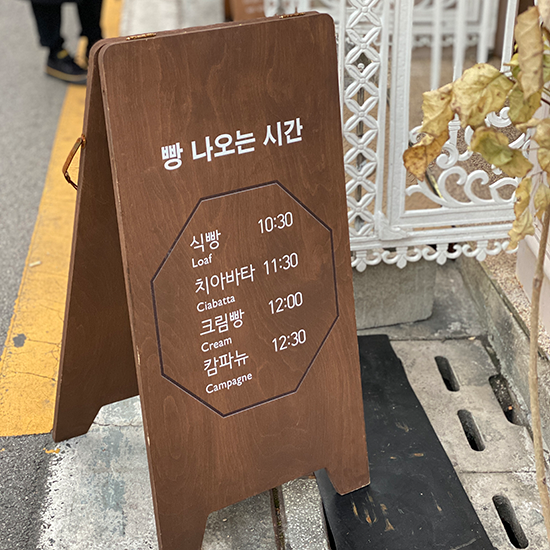 빵 나오는 시간
식빵 10:30
Loaf
치아바타 11:30
Ciabatta
크림빵 12:00
Cream
캄파뉴 12:30
Campagne